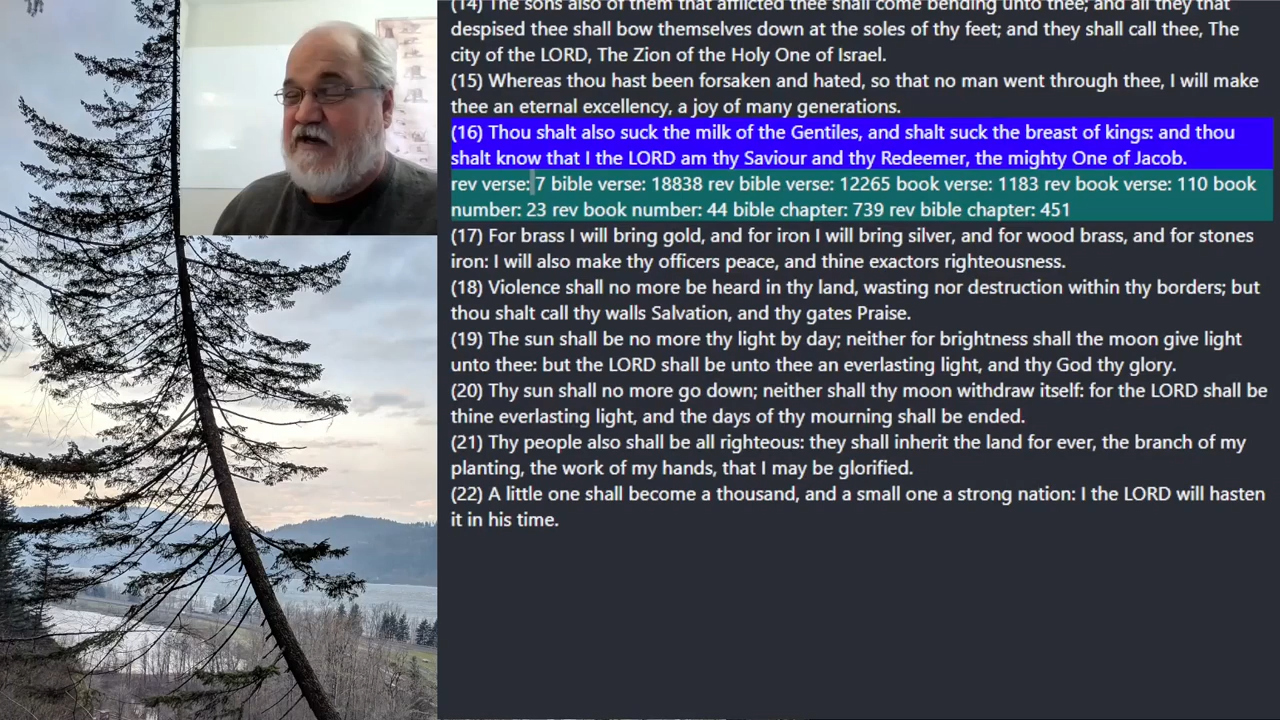 (14) The sons also of them that afflicted thee shall come bending unto thee; and all they that
despised thee shall bow themselves down at the soles of thy feet; and they shall call thee, The
city of the LORD, The Zion of the Holy One of Israel.
(15) Whereas thou hast been forsaken and hated, so that no man went through thee, I will make
thee an eternal excellency, a joy of many generations.
(16) Thou shalt also suck the milk of the Gentiles, and shalt suck the breast of kings: and thou
shalt know that I the LORD am thy Saviour and thy Redeemer, the mighty One of Jacob.
rev verse: 7 bible verse: 18838 rev bible verse: 12265 book verse: 1183 rev book verse: 110 book
number: 23 rev book number: 44 bible chapter: 739 rev bible chapter: 451
(17) For brass I will bring gold, and for iron I will bring silver, and for wood brass, and for stones
iron: I will also make thy officers peace, and thine exactors righteousness.
(18) Violence shall no more be heard in thy land, wasting nor destruction within thy borders; but
thou shalt call thy walls Salvation, and thy gates Praise.
(19) The sun shall be no more thy light by day; neither for brightness shall the moon give light
unto thee: but the LORD shall be unto thee an everlasting light, and thy God thy glory.
(20) Thy sun shall no more go down; neither shall thy moon withdraw itself: for the LORD shall be
thine everlasting light, and the days of thy mourning shall be ended.
(21) Thy people also shall be all righteous: they shall inherit the land for ever, the branch of my
planting, the work of my hands, that I may be glorified.
(22) A little one shall become a thousand, and a small one a strong nation: I the LORD will hasten
it in his time.